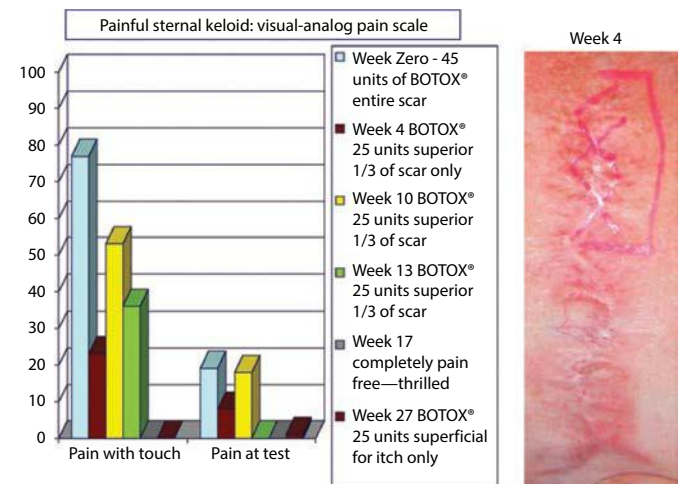 Painful sternal keloid: visual-analog pain scale
100
90
80
70
60
50
40
30
20
10
0
Pain with touch
Pain at test
Week Zero - 45
units of BOTOX®
entire scar
Week 4 BOTOX®
25 units superior
1/3 of scar only
Week 10 BOTOX®
25 units superior
1/3 of scar
Week 13 BOTOX®
25 units superior
1/3 of scar
Week 17
completely pain
free—thrilled
Week 27 BOTOX®
25 units superficial
for itch only
Week 4